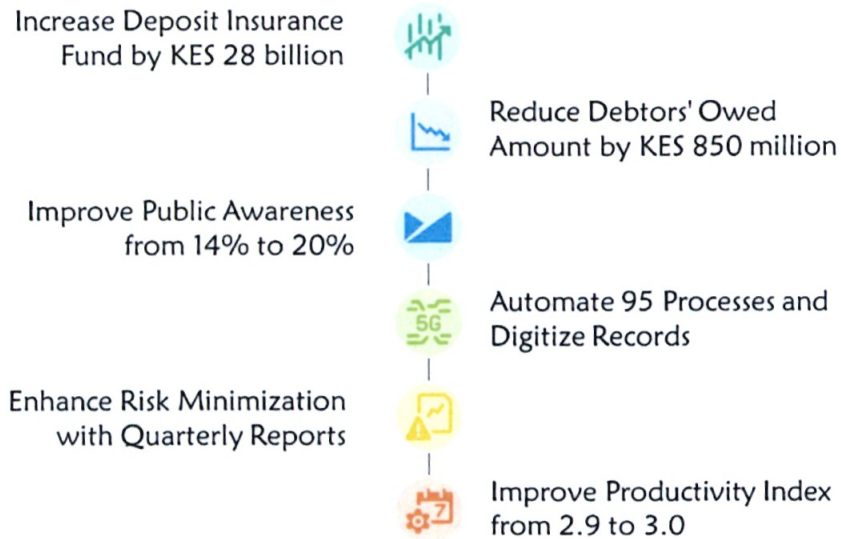 Increase Deposit Insurance
Fund by KES 28 billion
Reduce Debtors' Owed
Amount by KES 850 million
Improve Public Awareness
from 14% to 20%
5G
Automate 95 Processes and
Digitize Records
Enhance Risk Minimization
with Quarterly Reports
7
Improve Productivity Index
from 2.9 to 3.0